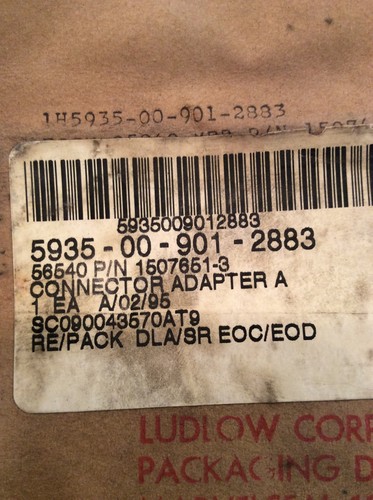 1H5935-00-901-2883
5935009012883
5935-00-901-2883
56540 P/N 1507651-3
CONNECTOR ADAPTER A
1 EA A/02/95
SC090043570AT9
RE/PACK DLA/SR EOC/EOD
LUDLOW CORP
PACKAGING D